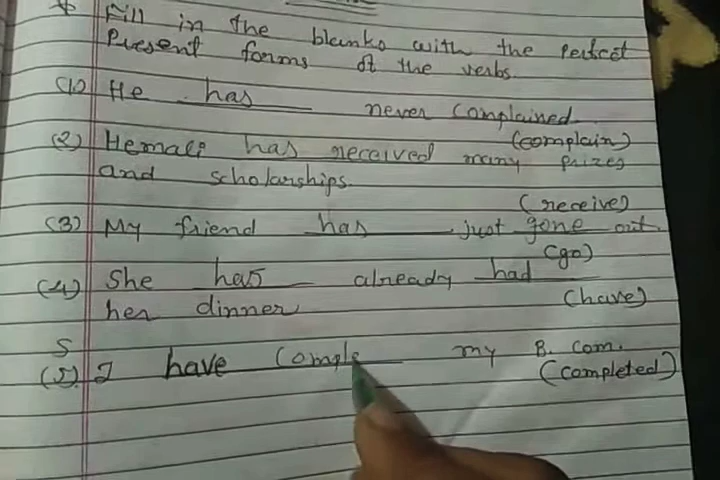 Fill in the blanks with the perfect
Present forms of the verbs.
(1) He has never complained.
(complain)
(2) Hemali has received many prizes
and scholarships.
(receive)
(3) My friend has just gone out.
(go)
(4) She has already had
her dinner (have)
5
(5) I have comple my B. com.
(completed)